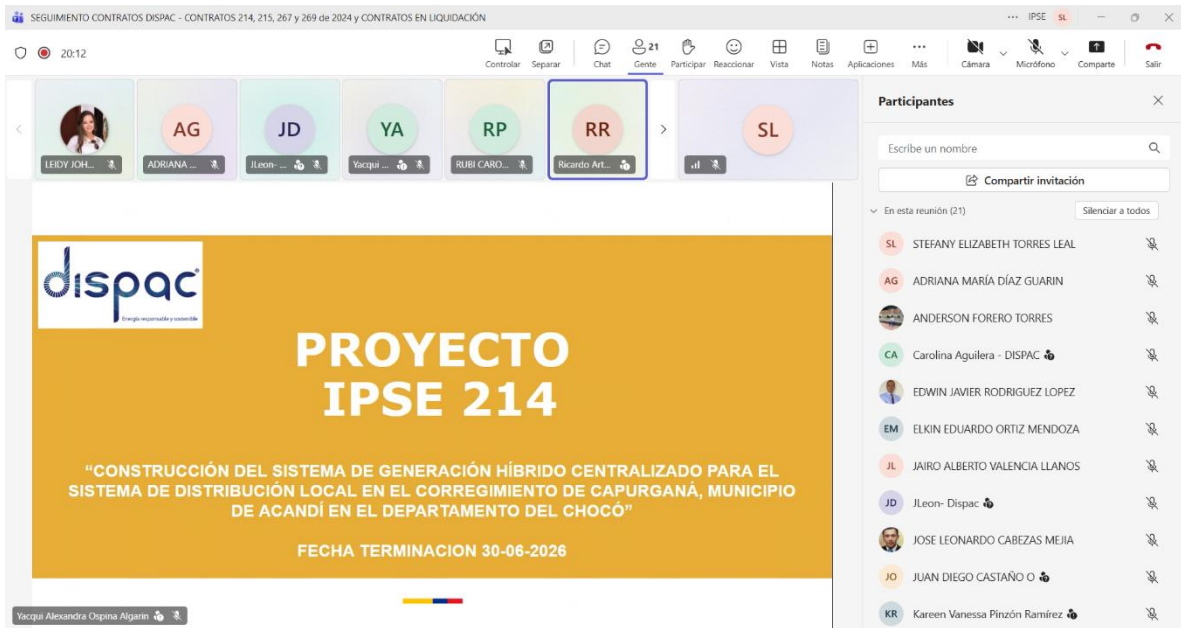 SEGUIMIENTO CONTRATOS DISPAC - CONTRATOS 214, 215, 267 y 269 de 2024 y CONTRATOS EN LIQUIDACIÓN
IPSE SL
20:12
Controlar Separar Chat Gente 21 Participar Reaccionar Vista Notas Aplicaciones Más Cámara Micrófono Comparte Salir
LEIDY JOH...
AG ADRIANA ...
JD JLeon- ...
YA Yacqui ...
RP RUBI CARO...
RR Ricardo Art...
SL
dispac
Energía responsable y sostenible
PROYECTO
IPSE 214
“CONSTRUCCIÓN DEL SISTEMA DE GENERACIÓN HÍBRIDO CENTRALIZADO PARA EL
SISTEMA DE DISTRIBUCIÓN LOCAL EN EL CORREGIMIENTO DE CAPURGANÁ, MUNICIPIO
DE ACANDÍ EN EL DEPARTAMENTO DEL CHOCÓ”
FECHA TERMINACION 30-06-2026
Yacqui Alexandra Ospina Algarin
Participantes
Escribe un nombre
Compartir invitación
En esta reunión (21) Silenciar a todos
SL STEFANY ELIZABETH TORRES LEAL
AG ADRIANA MARÍA DÍAZ GUARIN
ANDERSON FORERO TORRES
CA Carolina Aguilera - DISPAC
EDWIN JAVIER RODRIGUEZ LOPEZ
EM ELKIN EDUARDO ORTIZ MENDOZA
JL JAIRO ALBERTO VALENCIA LLANOS
JD JLeon- Dispac
JOSE LEONARDO CABEZAS MEJIA
JO JUAN DIEGO CASTAÑO O
KR Kareen Vanessa Pinzón Ramírez